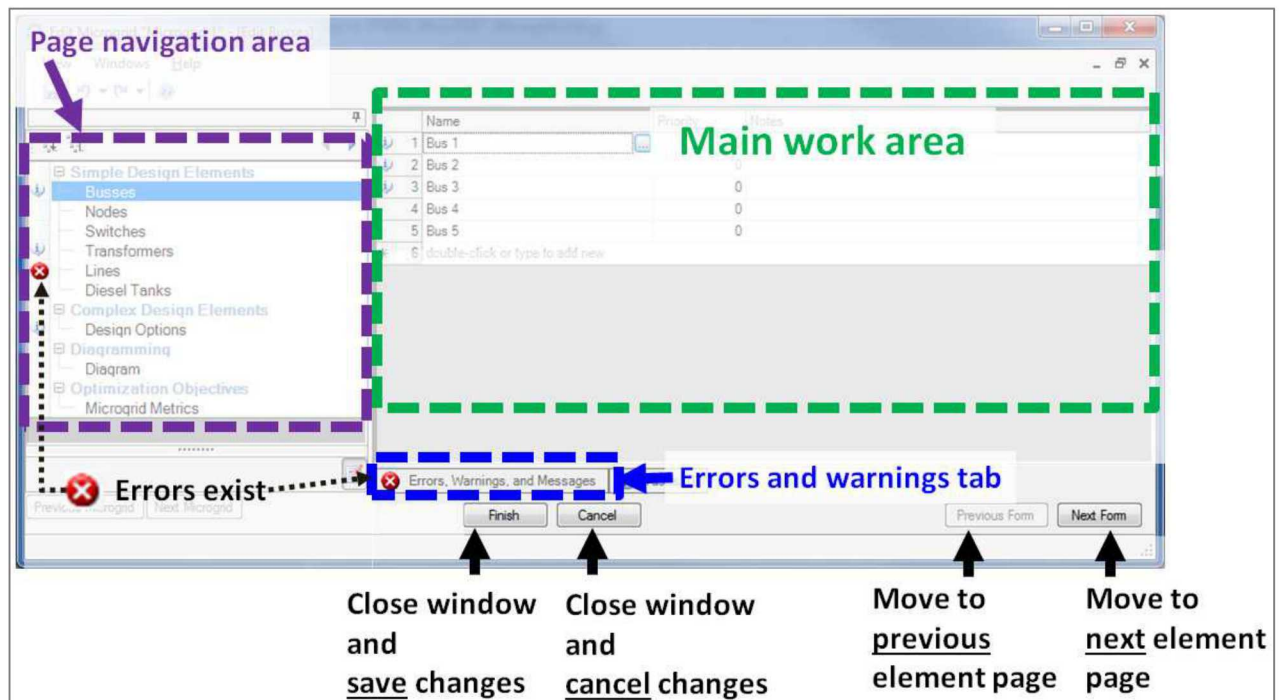 Page navigation area
Windows Help
Name Priority Notes
Main work area
1 Bus 1 ...
2 Bus 2 0
3 Bus 3 0
4 Bus 4 0
5 Bus 5 0
6 double-click or type to add new
Simple Design Elements
Busses
Nodes
Switches
Transformers
Lines
Diesel Tanks
Complex Design Elements
Design Options
Diagramming
Diagram
Optimization Objectives
Microgrid Metrics
Errors exist
Errors, Warnings, and Messages
Errors and warnings tab
Previous Microgrid Next Microgrid
Finish Cancel Previous Form Next Form
Close window
and
save changes
Close window
and
cancel changes
Move to
previous
element page
Move to
next element
page